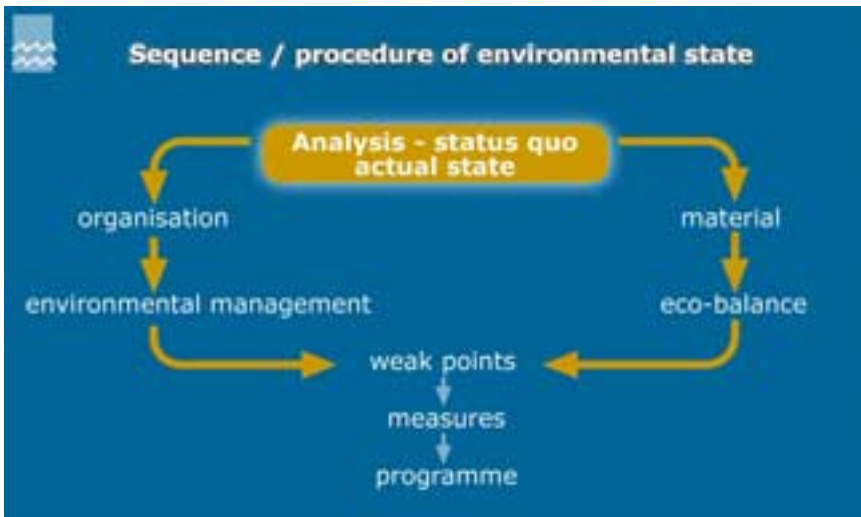 Sequence / procedure of environmental state
Analysis - status quo
actual state
organisation
material
environmental management
eco-balance
weak points
measures
programme